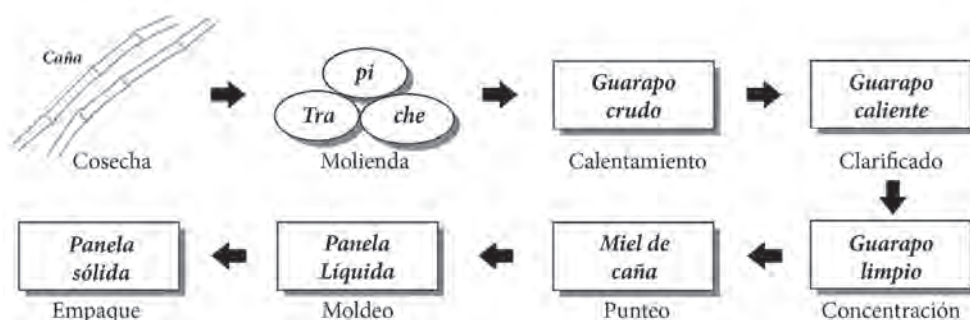 Caña
Cosecha
pi
Tra
che
Molienda
Guarapo
crudo
Calentamiento
Guarapo
caliente
Clarificado
Guarapo
limpio
Concentración
Miel de
caña
Punteo
Panela
Líquida
Moldeo
Panela
sólida
Empaque